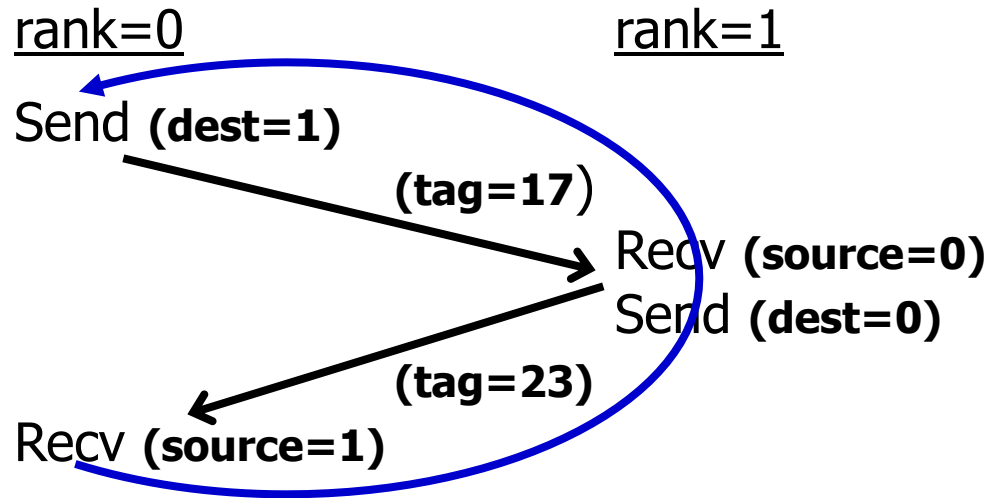 rank=0
rank=1
Send (dest=1)
(tag=17)
Recv (source=0)
Send (dest=0)
(tag=23)
Recv (source=1)